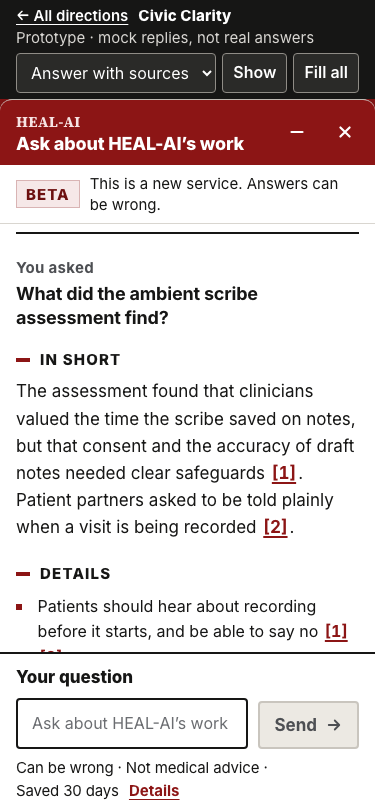 ← All directions Civic Clarity
Prototype · mock replies, not real answers
Answer with sources
Show
Fill all
HEAL-AI
Ask about HEAL-AI’s work
BETA
This is a new service. Answers can
be wrong.
You asked
What did the ambient scribe
assessment find?
IN SHORT
The assessment found that clinicians
valued the time the scribe saved on notes,
but that consent and the accuracy of draft
notes needed clear safeguards [1].
Patient partners asked to be told plainly
when a visit is being recorded [2].
DETAILS
Patients should hear about recording
before it starts, and be able to say no [1]
Your question
Ask about HEAL-AI’s work
Send →
Can be wrong · Not medical advice ·
Saved 30 days Details